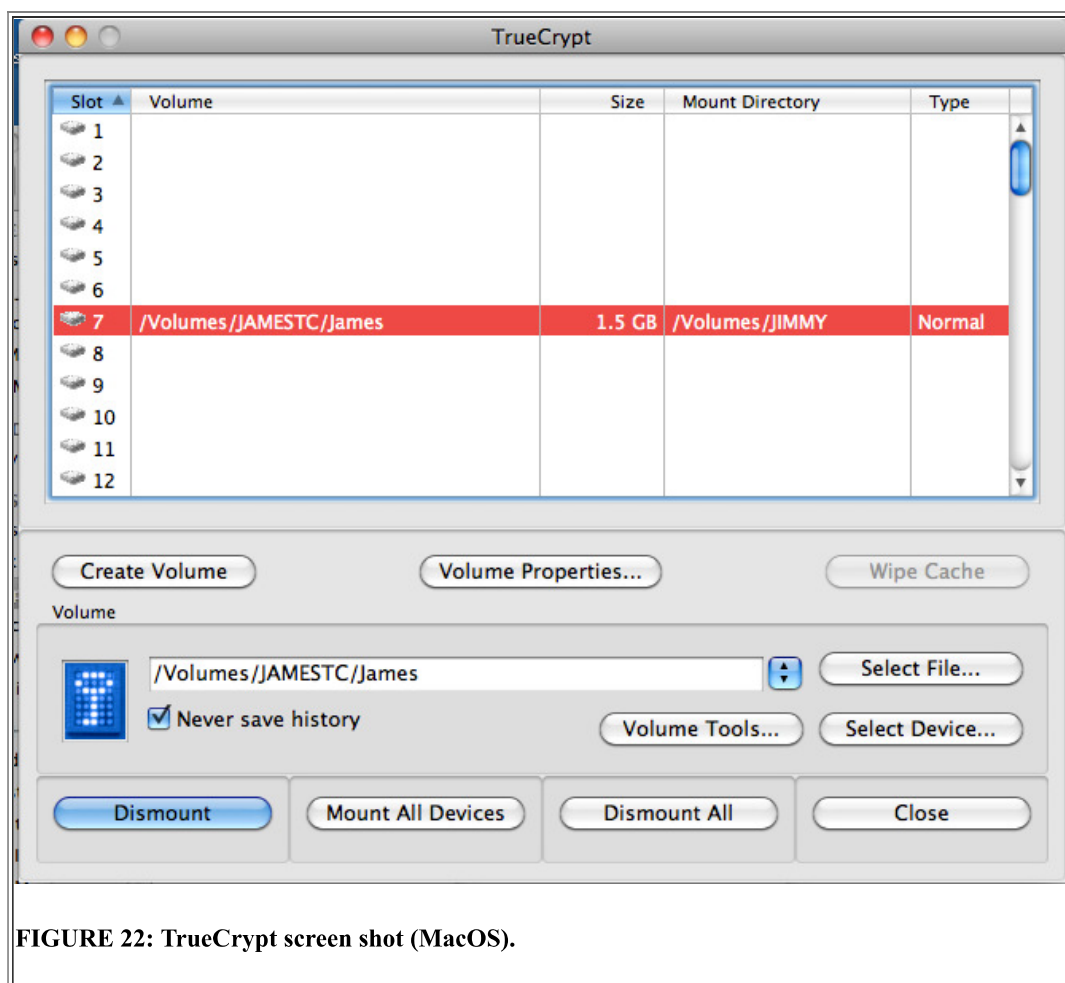 TrueCrypt
Slot Volume Size Mount Directory Type
1
2
3
4
5
6
7 /Volumes/JAMESTC/James 1.5 GB /Volumes/JIMMY Normal
8
9
10
11
12
Create Volume Volume Properties... Wipe Cache
Volume
/Volumes/JAMESTC/James Select File...
Never save history Volume Tools... Select Device...
Dismount Mount All Devices Dismount All Close
FIGURE 22: TrueCrypt screen shot (MacOS).